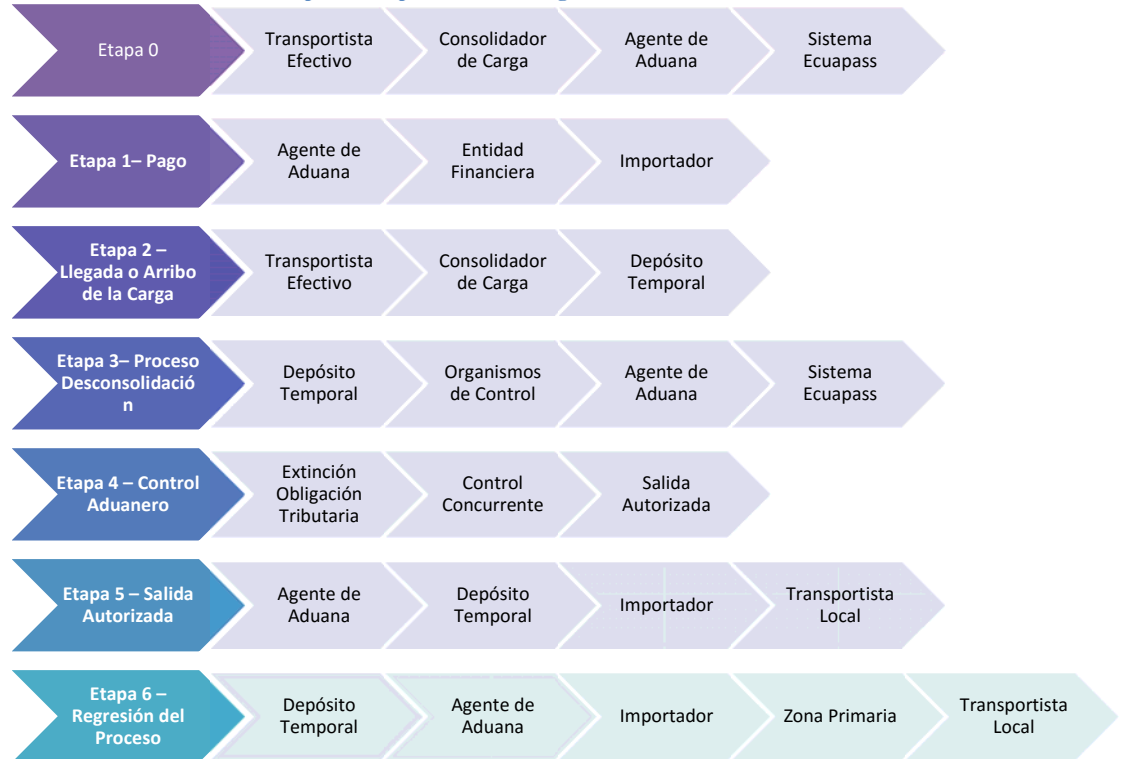 Etapa 0
Transportista
Efectivo
Consolidador
de Carga
Agente de
Aduana
Sistema
Ecuapass
Etapa 1– Pago
Agente de
Aduana
Entidad
Financiera
Importador
Etapa 2 –
Llegada o Arribo
de la Carga
Transportista
Efectivo
Consolidador
de Carga
Depósito
Temporal
Etapa 3– Proceso
Desconsolidació
n
Depósito
Temporal
Organismos
de Control
Agente de
Aduana
Sistema
Ecuapass
Etapa 4 – Control
Aduanero
Extinción
Obligación
Tributaria
Control
Concurrente
Salida
Autorizada
Etapa 5 – Salida
Autorizada
Agente de
Aduana
Depósito
Temporal
Importador
Transportista
Local
Etapa 6 –
Regresión del
Proceso
Depósito
Temporal
Agente de
Aduana
Importador
Zona Primaria
Transportista
Local